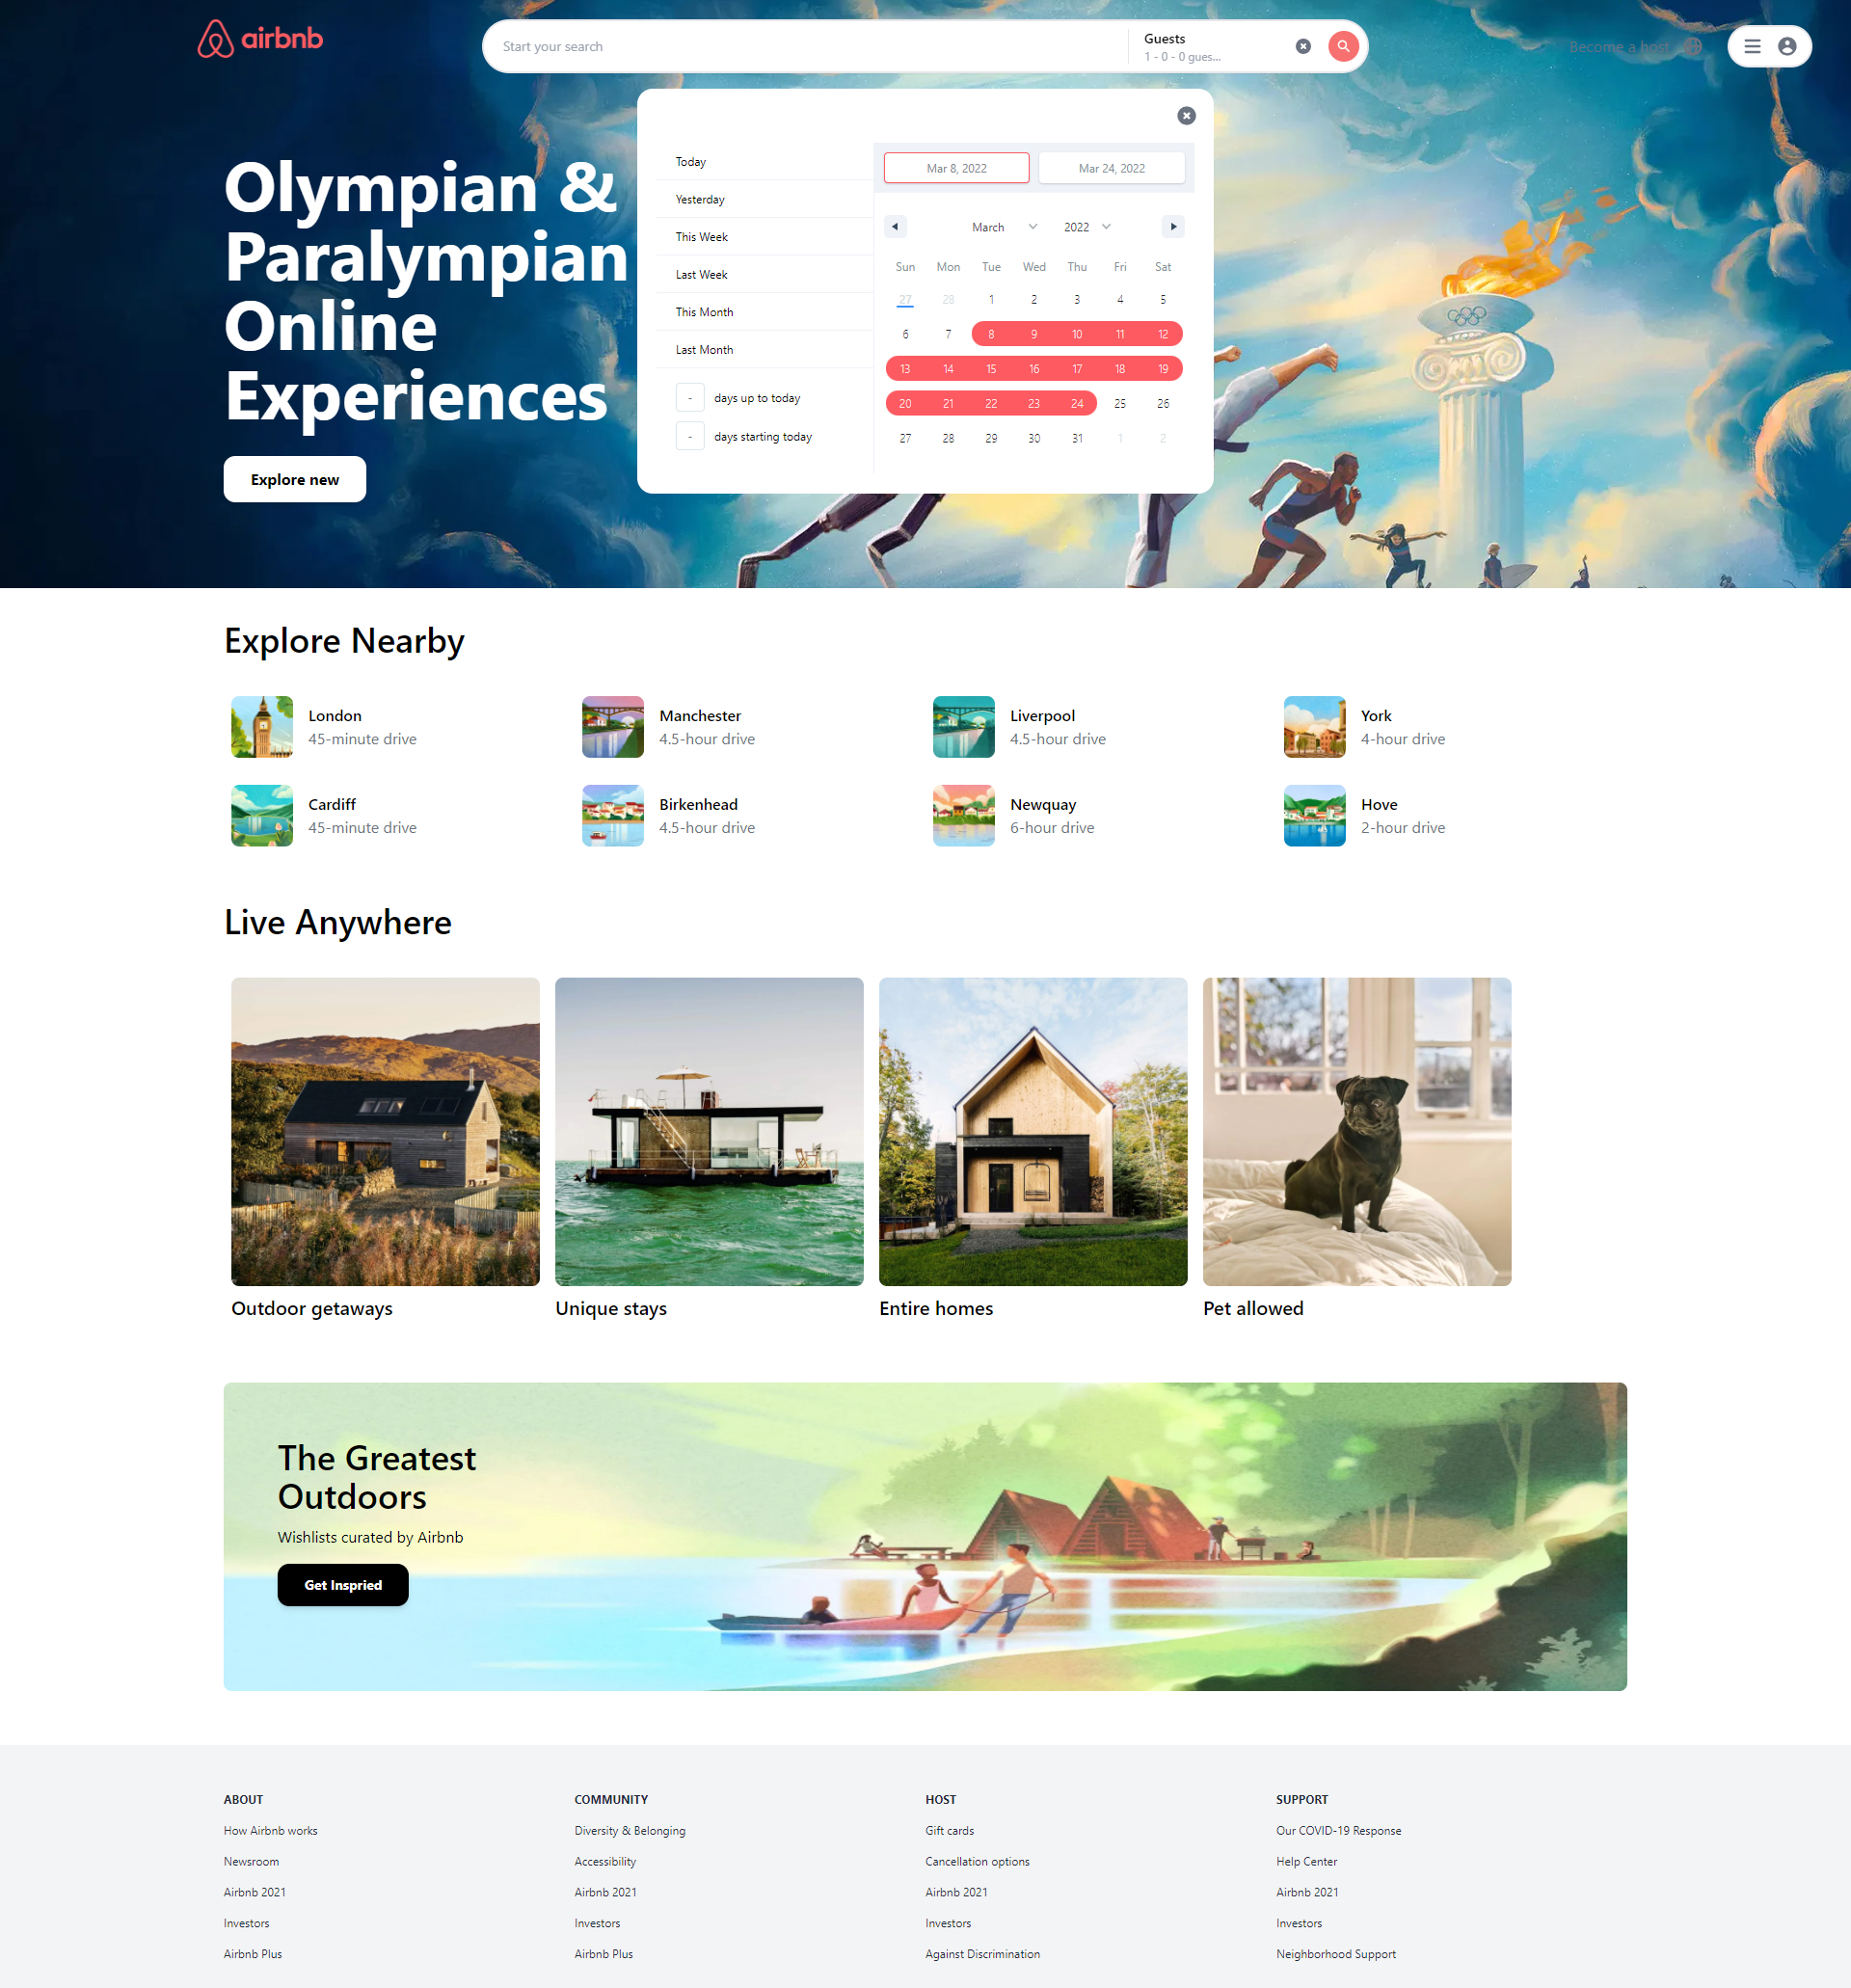 airbnb
Start your search
Guests
1 - 0 - 0 gues...
Become a host
Olympian &
Paralympian
Online
Experiences
Explore new
Today
Yesterday
This Week
Last Week
This Month
Last Month
- days up to today
- days starting today
Mar 8, 2022 Mar 24, 2022
March 2022
Sun Mon Tue Wed Thu Fri Sat
27 28 1 2 3 4 5
6 7 8 9 10 11 12
13 14 15 16 17 18 19
20 21 22 23 24 25 26
27 28 29 30 31 1 2
Explore Nearby
London
45-minute drive
Manchester
4.5-hour drive
Liverpool
4.5-hour drive
York
4-hour drive
Cardiff
45-minute drive
Birkenhead
4.5-hour drive
Newquay
6-hour drive
Hove
2-hour drive
Live Anywhere
Outdoor getaways
Unique stays
Entire homes
Pet allowed
The Greatest
Outdoors
Wishlists curated by Airbnb
Get Inspried
ABOUT
How Airbnb works
Newsroom
Airbnb 2021
Investors
Airbnb Plus
COMMUNITY
Diversity & Belonging
Accessibility
Airbnb 2021
Investors
Airbnb Plus
HOST
Gift cards
Cancellation options
Airbnb 2021
Investors
Against Discrimination
SUPPORT
Our COVID-19 Response
Help Center
Airbnb 2021
Investors
Neighborhood Support